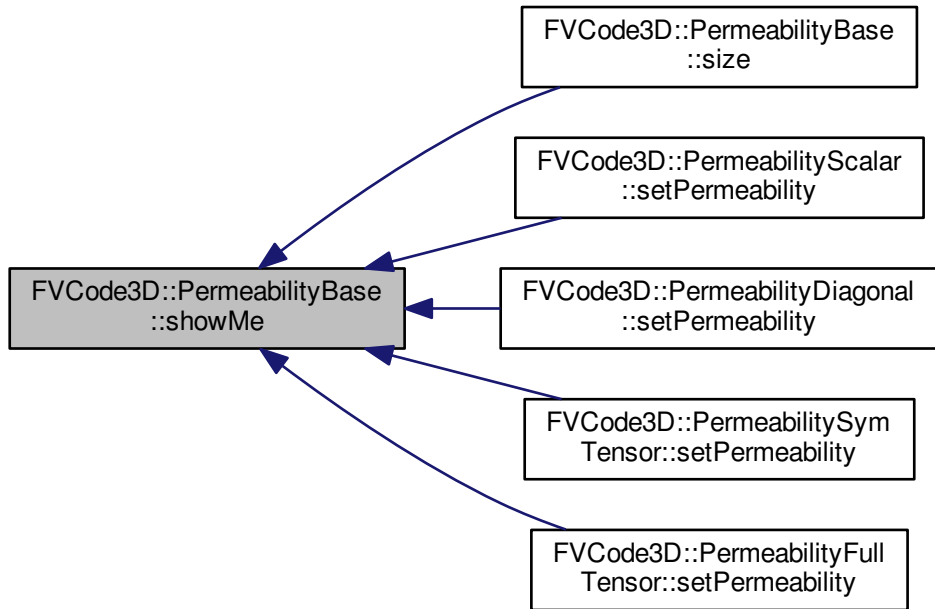 FVCode3D::PermeabilityBase
::size
FVCode3D::PermeabilityScalar
::setPermeability
FVCode3D::PermeabilityBase
::showMe
FVCode3D::PermeabilityDiagonal
::setPermeability
FVCode3D::PermeabilitySym
Tensor::setPermeability
FVCode3D::PermeabilityFull
Tensor::setPermeability